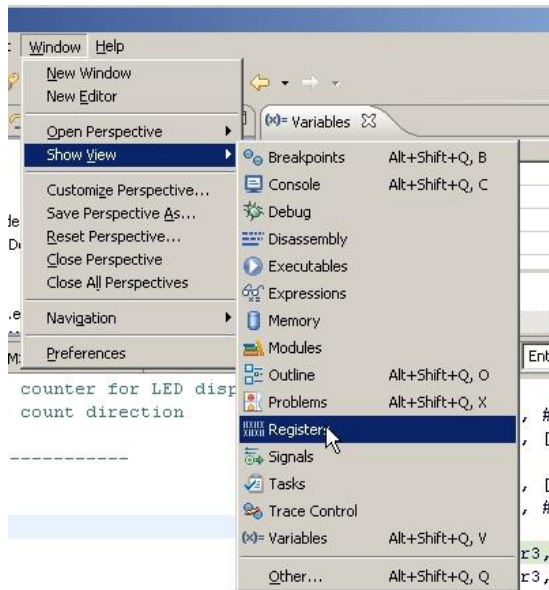 Window Help
New Window
New Editor
Open Perspective
Show View
Customize Perspective...
Save Perspective As...
Reset Perspective...
Close Perspective
Close All Perspectives
Navigation
Preferences
(x)= Variables
Breakpoints Alt+Shift+Q, B
Console Alt+Shift+Q, C
Debug
Disassembly
Executables
Expressions
Memory
Modules
Outline Alt+Shift+Q, O
Problems Alt+Shift+Q, X
Registers
Signals
Tasks
Trace Control
(x)= Variables Alt+Shift+Q, V
Other... Alt+Shift+Q, Q
counter for LED disp
count direction
-----------
, #
, [
, [
, #
r3,
r3,